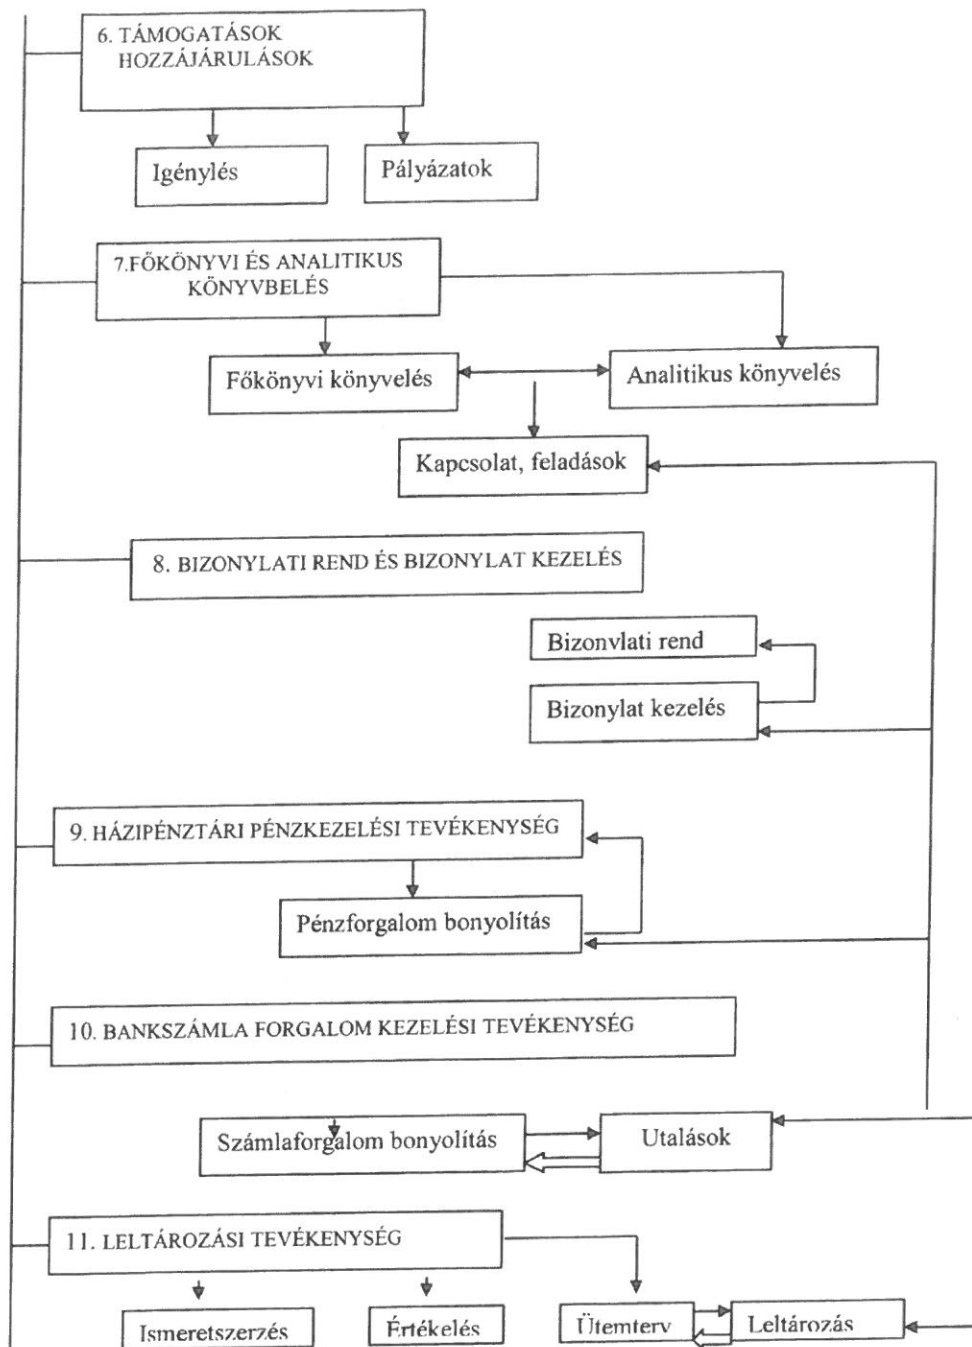 6. TÁMOGATÁSOK
HOZZÁJÁRULÁSOK
Igénylés
Pályázatok
7.FŐKÖNYVI ÉS ANALITIKUS
KÖNYVBELÉS
Főkönyvi könyvelés
Analitikus könyvelés
Kapcsolat, feladások
8. BIZONYLATI REND ÉS BIZONYLAT KEZELÉS
Bizonylati rend
Bizonylat kezelés
9. HÁZIPÉNZTÁRI PÉNZKEZELÉSI TEVÉKENYSÉG
Pénzforgalom bonyolítás
10. BANKSZÁMLA FORGALOM KEZELÉSI TEVÉKENYSÉG
Számlaforgalom bonyolítás
Utalások
11. LELTÁROZÁSI TEVÉKENYSÉG
Ismeretszerzés
Értékelés
Ütemterv
Leltározás